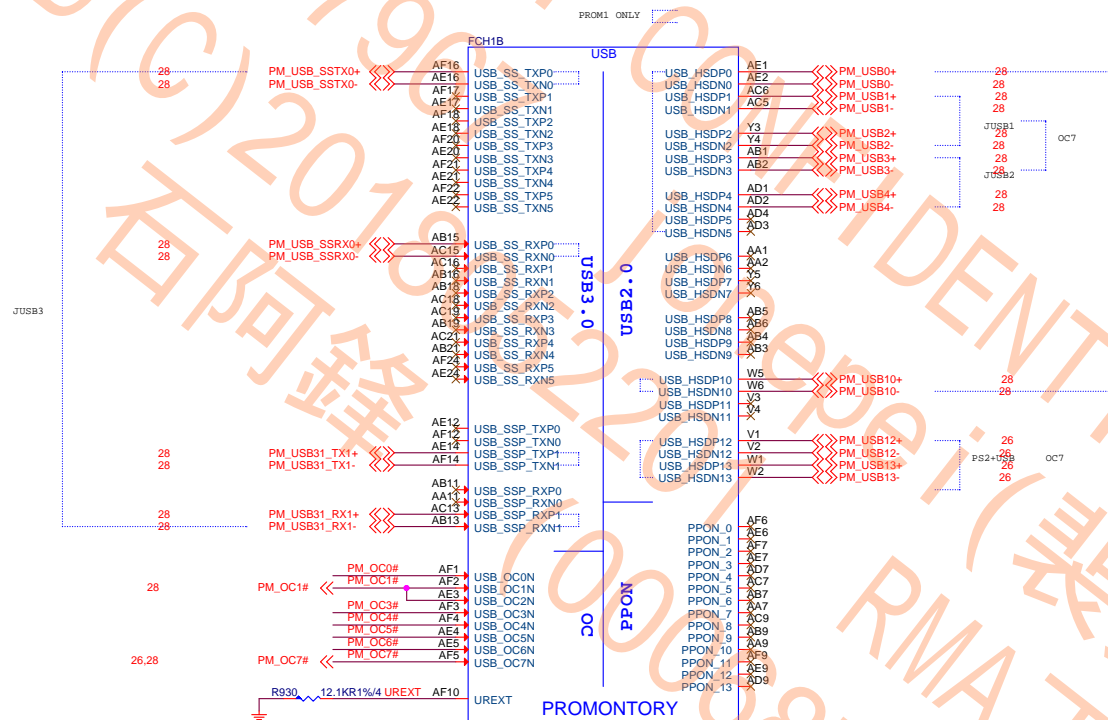 PROM1 ONLY
FCH1B
USB
28 PM_USB_SSTX0+ AF16 USB_SS_TXP0
28 PM_USB_SSTX0- AE16 USB_SS_TXN0
AF17 USB_SS_TXP1
AE17 USB_SS_TXN1
AF18 USB_SS_TXP2
AE18 USB_SS_TXN2
AF20 USB_SS_TXP3
AE20 USB_SS_TXN3
AF21 USB_SS_TXP4
AE21 USB_SS_TXN4
AF22 USB_SS_TXP5
AE22 USB_SS_TXN5
28 PM_USB_SSRX0+ AB15 USB_SS_RXP0
28 PM_USB_SSRX0- AC15 USB_SS_RXN0
AC16 USB_SS_RXP1
AB16 USB_SS_RXN1
AB18 USB_SS_RXP2
AC18 USB_SS_RXN2
AC19 USB_SS_RXP3
AB19 USB_SS_RXN3
AC21 USB_SS_RXP4
AB21 USB_SS_RXN4
AF24 USB_SS_RXP5
AE24 USB_SS_RXN5
JUSB3
AE12 USB_SSP_TXP0
AF12 USB_SSP_TXN0
28 PM_USB31_TX1+ AE14 USB_SSP_TXP1
28 PM_USB31_TX1- AF14 USB_SSP_TXN1
AB11 USB_SSP_RXP0
AA11 USB_SSP_RXN0
28 PM_USB31_RX1+ AC13 USB_SSP_RXP1
28 PM_USB31_RX1- AB13 USB_SSP_RXN1
PM_OC0# AF1 USB_OC0N
28 PM_OC1# PM_OC1# AF2 USB_OC1N
AE3 USB_OC2N
PM_OC3# AF3 USB_OC3N
PM_OC4# AF4 USB_OC4N
PM_OC5# AE4 USB_OC5N
PM_OC6# AE5 USB_OC6N
26,28 PM_OC7# PM_OC7# AF5 USB_OC7N
R930 12.1KR1%/4 UREXT AF10 UREXT
USB3.0
USB2.0
OC
PPON
USB_HSDP0 AE1 PM_USB0+ 28
USB_HSDN0 AE2 PM_USB0- 28
USB_HSDP1 AC6 PM_USB1+ 28
USB_HSDN1 AC5 PM_USB1- 28
JUSB1
USB_HSDP2 Y3 PM_USB2+ 28
USB_HSDN2 Y4 PM_USB2- 28
OC7
USB_HSDP3 AB1 PM_USB3+ 28
USB_HSDN3 AB2 PM_USB3- 28
JUSB2
USB_HSDP4 AD1 PM_USB4+ 28
USB_HSDN4 AD2 PM_USB4- 28
USB_HSDP5 AD4
USB_HSDN5 AD3
USB_HSDP6 AA1
USB_HSDN6 AA2
USB_HSDP7 Y5
USB_HSDN7 Y6
USB_HSDP8 AB5
USB_HSDN8 AB6
USB_HSDP9 AB4
USB_HSDN9 AB3
USB_HSDP10 W5 PM_USB10+ 28
USB_HSDN10 W6 PM_USB10- 28
USB_HSDP11 V3
USB_HSDN11 V4
USB_HSDP12 V1 PM_USB12+ 26
USB_HSDN12 V2 PM_USB12- 26
PS2+USB OC7
USB_HSDP13 W1 PM_USB13+ 26
USB_HSDN13 W2 PM_USB13- 26
PPON_0 AF6
PPON_1 AE6
PPON_2 AF7
PPON_3 AE7
PPON_4 AD7
PPON_5 AC7
PPON_6 AB7
PPON_7 AA7
PPON_8 AC9
PPON_9 AB9
PPON_10 AA9
PPON_11 AF9
PPON_12 AE9
PPON_13 AD9
PROMONTORY
CONFIDENT
石阿鋒
RMA